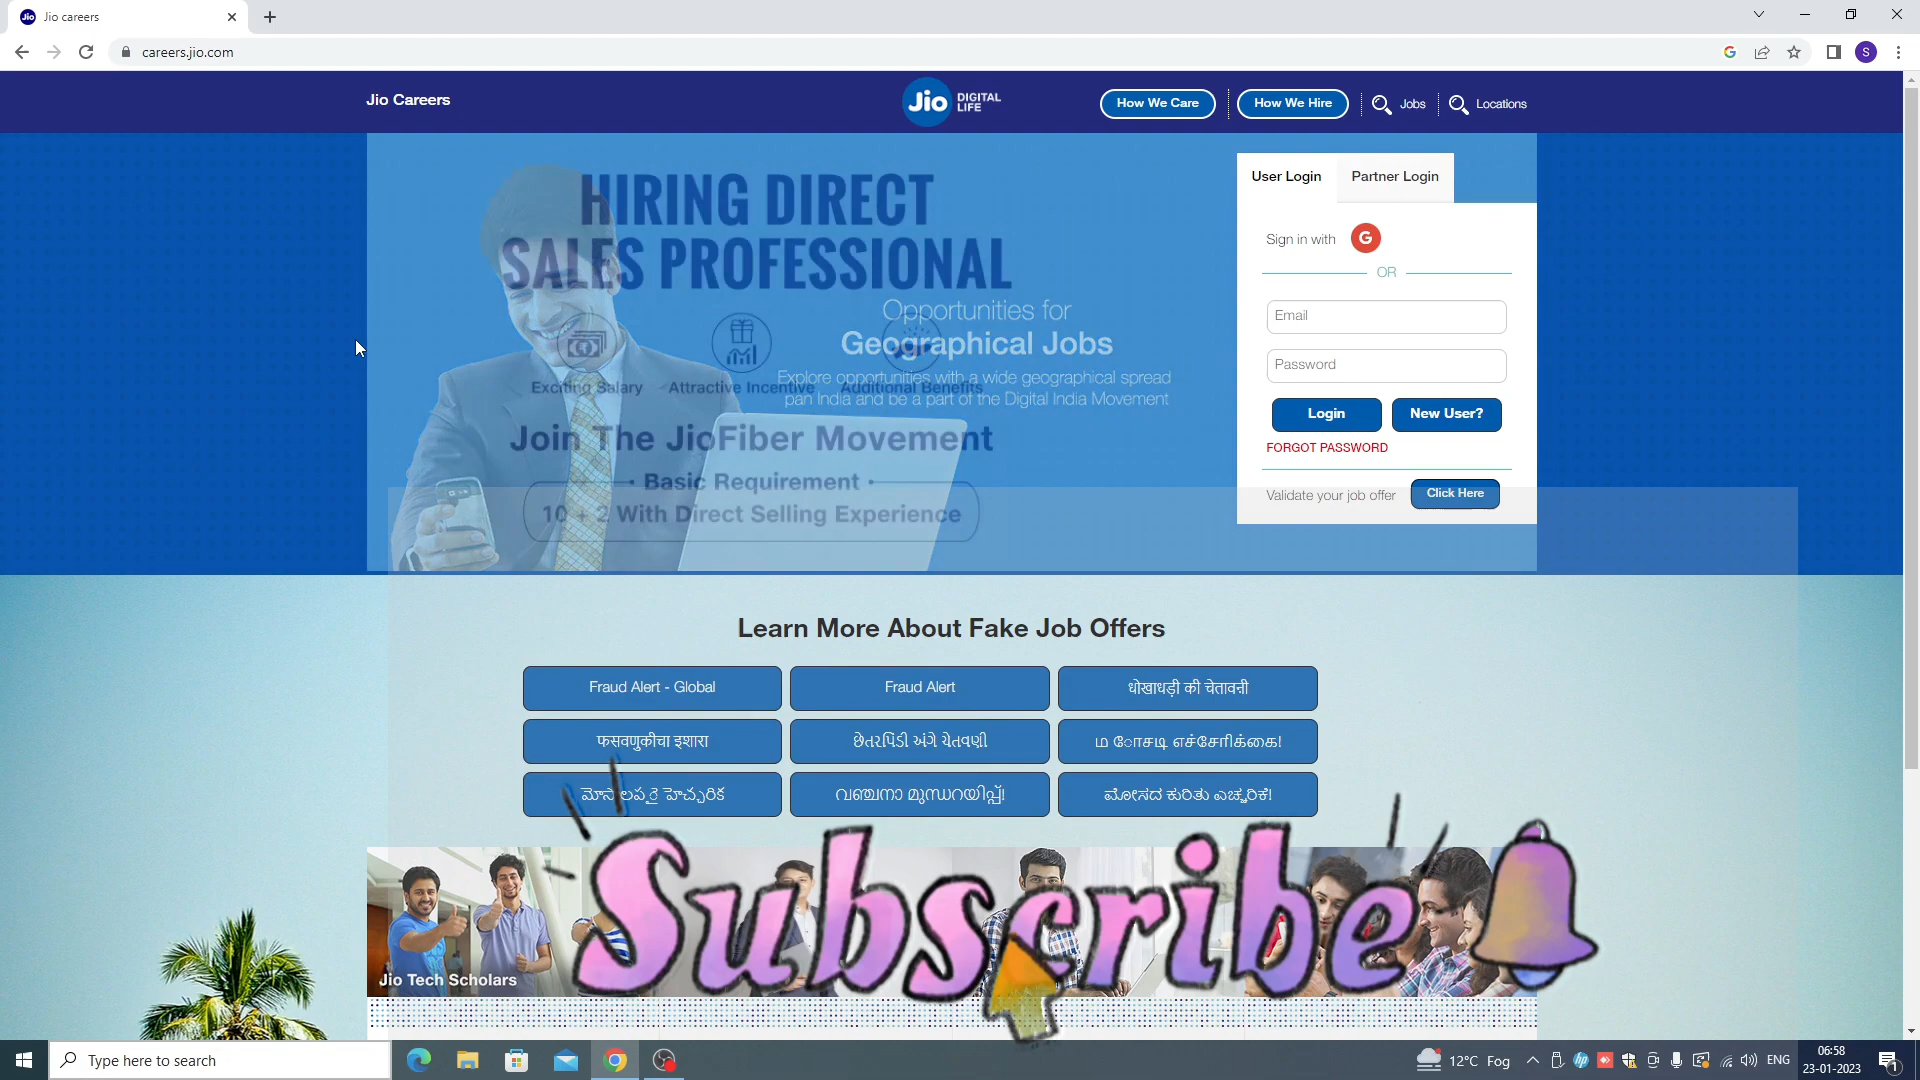 Jio careers
careers.jio.com
S
Jio Careers
Jio DIGITAL LIFE
How We Care
How We Hire
Jobs
Locations
HIRING DIRECT
SALES PROFESSIONAL
Opportunities for
Geographical Jobs
Exciting Salary
Attractive Incentive
Additional Benefits
Explore opportunities with a wide geographical spread
pan India and be a part of the Digital India Movement
Join The JioFiber Movement
Basic Requirement
10 + 2 With Direct Selling Experience
User Login
Partner Login
Sign in with G
OR
Email
Password
Login
New User?
FORGOT PASSWORD
Validate your job offer
Click Here
Learn More About Fake Job Offers
Fraud Alert - Global
Fraud Alert
धोखाधड़ी की चेतावनी
फसवणुकीचा इशारा
છેતરપિંડી અંગે ચેતવણી
ம ோசடி எச்சேரிக்கை!
വഞ്ചനാ മുന്നറയിപ്പ്!
ಮೋಸದ ಕುರಿತು ಎಚ್ಚರಿಕೆ!
Subscribe
Jio Tech Scholars
Type here to search
12°C Fog
ENG
06:58
23-01-2023
1